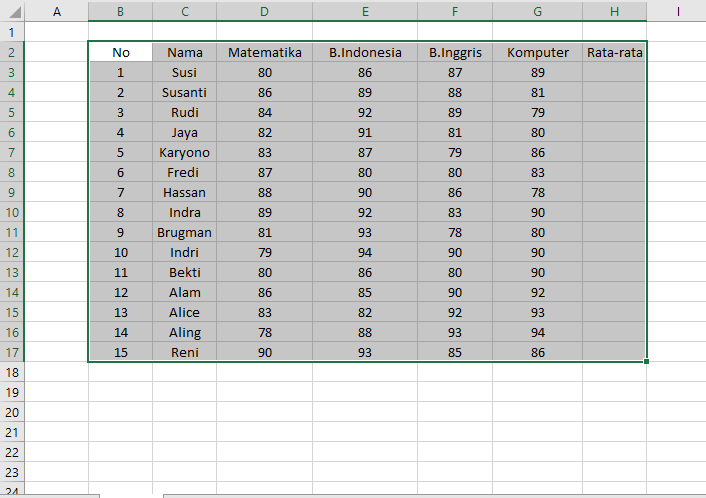 A B C D E F G H I
1
2 No Nama Matematika B.Indonesia B.Inggris Komputer Rata-rata
3 1 Susi 80 86 87 89
4 2 Susanti 86 89 88 81
5 3 Rudi 84 92 89 79
6 4 Jaya 82 91 81 80
7 5 Karyono 83 87 79 86
8 6 Fredi 87 80 80 83
9 7 Hassan 88 90 86 78
10 8 Indra 89 92 83 90
11 9 Brugman 81 93 78 80
12 10 Indri 79 94 90 90
13 11 Bekti 80 86 80 90
14 12 Alam 86 85 90 92
15 13 Alice 83 82 92 93
16 14 Aling 78 88 93 94
17 15 Reni 90 93 85 86
18
19
20
21
22
23
24